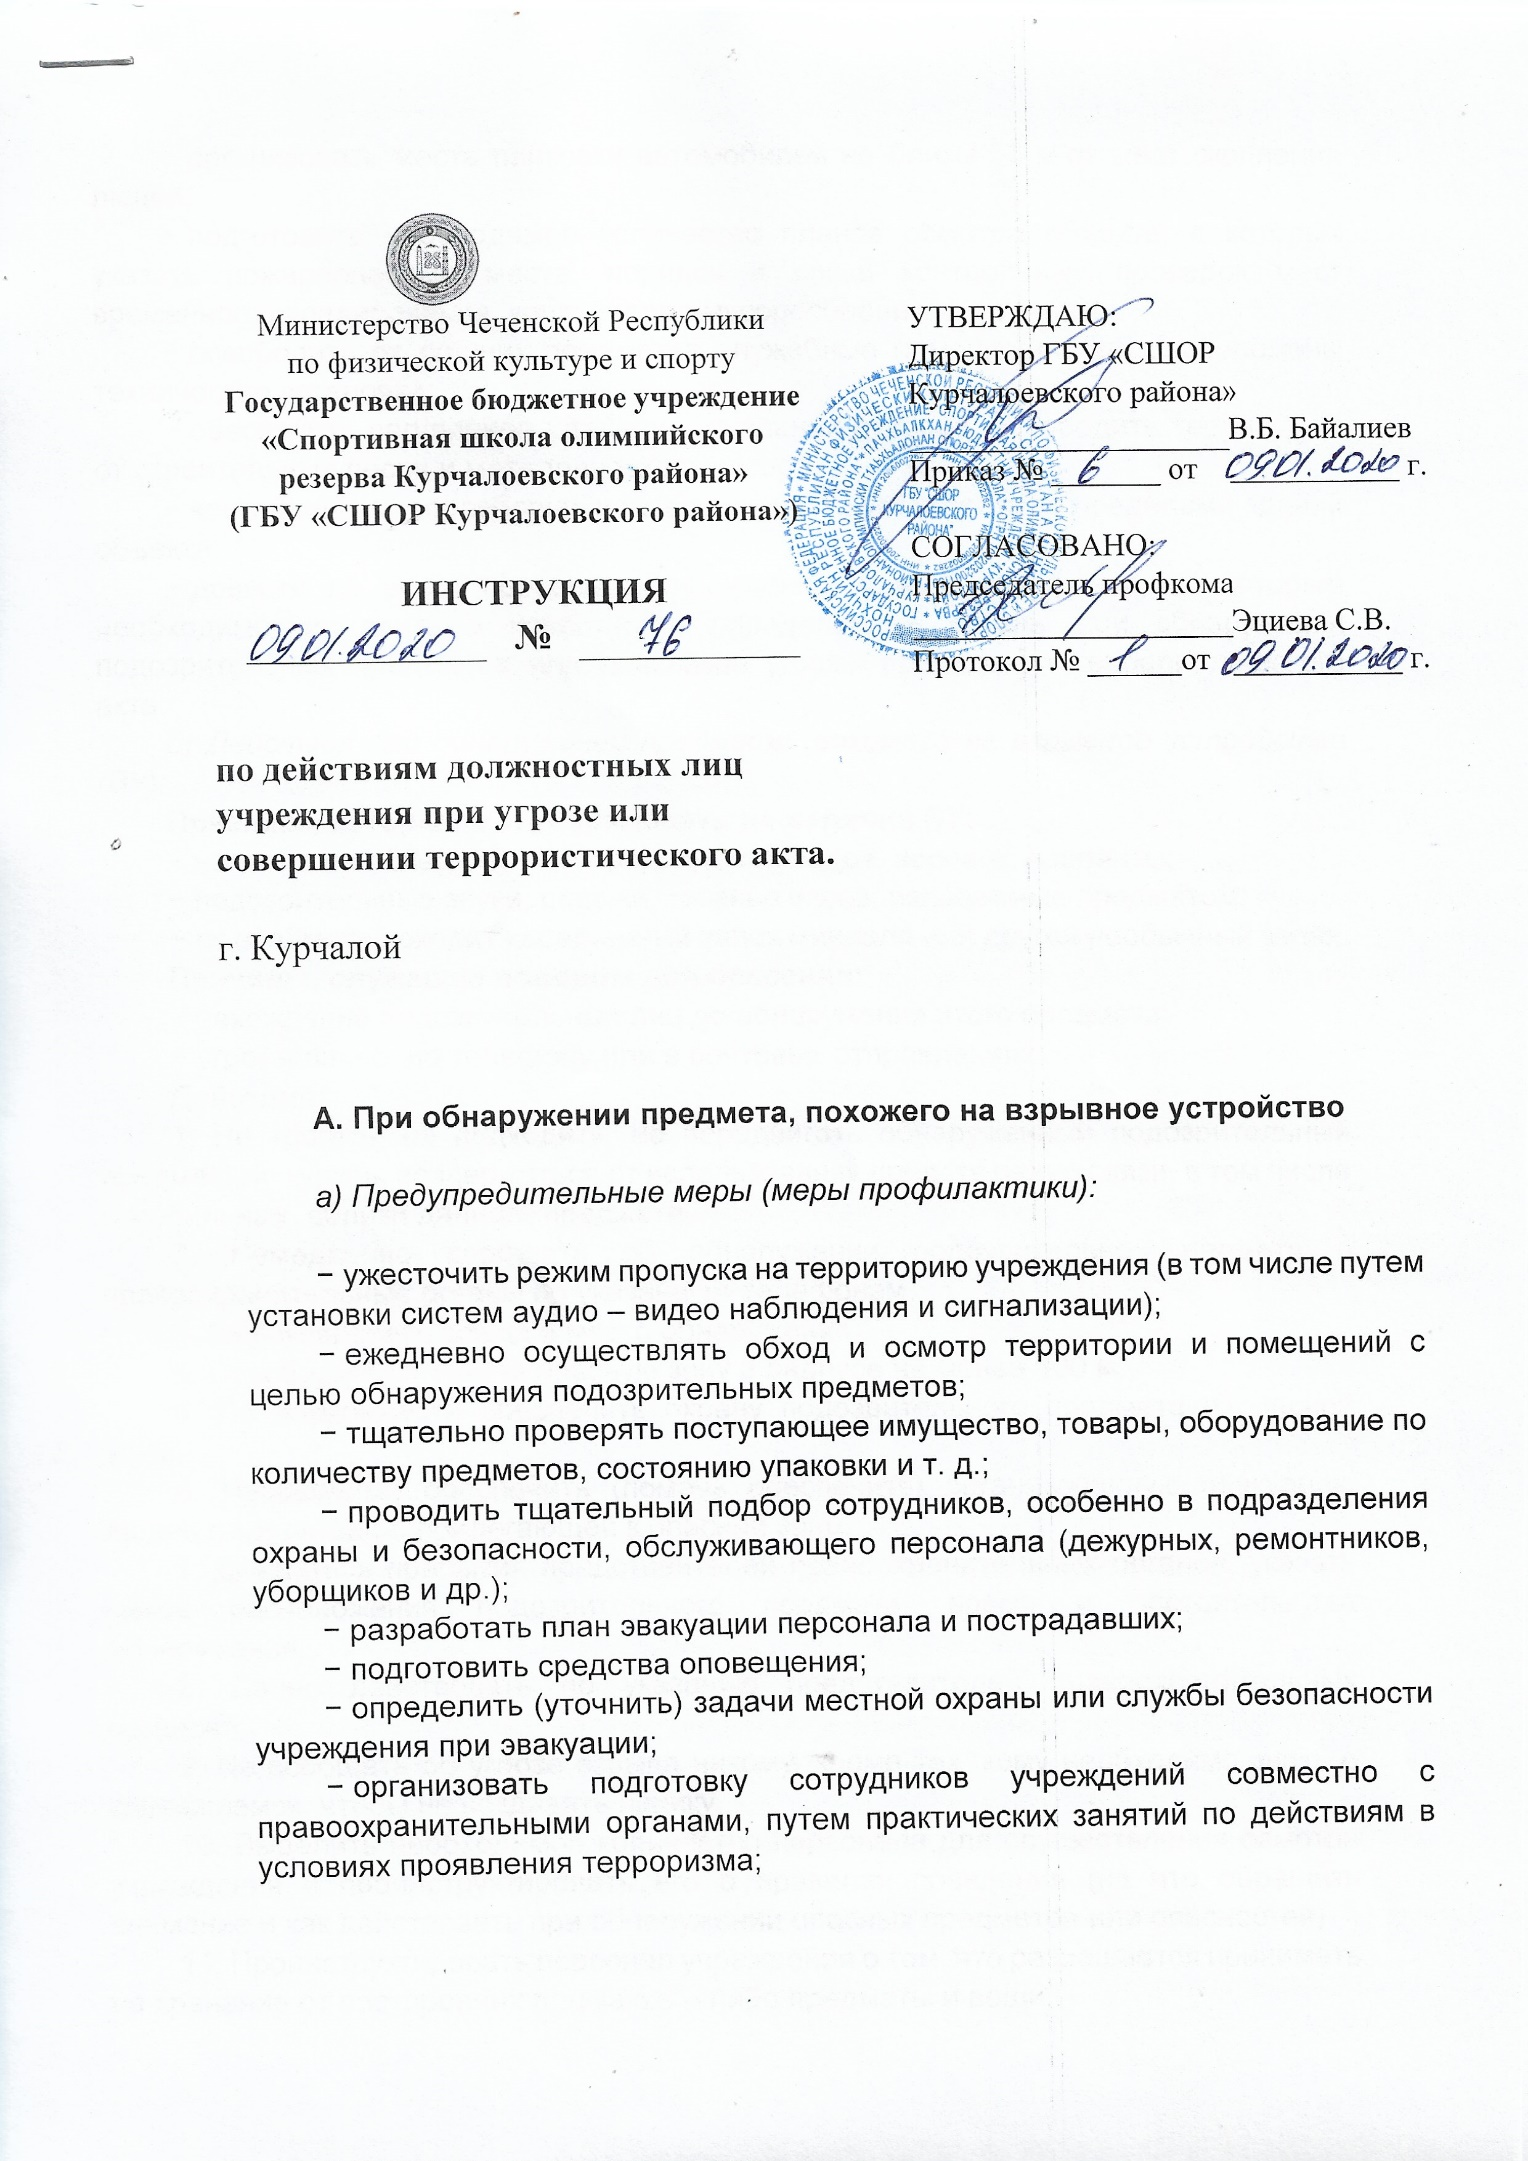 Министерство Чеченской Республики
по физической культуре и спорту
Государственное бюджетное учреждение
«Спортивная школа олимпийского
резерва Курчалоевского района»
(ГБУ «СШОР Курчалоевского района»)
ИНСТРУКЦИЯ
09.01.2020 № 76
УТВЕРЖДАЮ:
Директор ГБУ «СШОР
Курчалоевского района»
В.Б. Байалиев
Приказ № 6 от 09.01.2020 г.
СОГЛАСОВАНО:
Председатель профкома
Эциева С.В.
Протокол № 1 от 09.01.2020 г.
ГБУ "СШОР
КУРЧАЛОЕВСКОГО
РАЙОНА"
по действиям должностных лиц
учреждения при угрозе или
совершении террористического акта.
г. Курчалой
А. При обнаружении предмета, похожего на взрывное устройство
а) Предупредительные меры (меры профилактики):
− ужесточить режим пропуска на территорию учреждения (в том числе путем
установки систем аудио – видео наблюдения и сигнализации);
− ежедневно осуществлять обход и осмотр территории и помещений с
целью обнаружения подозрительных предметов;
− тщательно проверять поступающее имущество, товары, оборудование по
количеству предметов, состоянию упаковки и т. д.;
− проводить тщательный подбор сотрудников, особенно в подразделения
охраны и безопасности, обслуживающего персонала (дежурных, ремонтников,
уборщиков и др.);
− разработать план эвакуации персонала и пострадавших;
− подготовить средства оповещения;
− определить (уточнить) задачи местной охраны или службы безопасности
учреждения при эвакуации;
− организовать подготовку сотрудников учреждений совместно с
правоохранительными органами, путем практических занятий по действиям в
условиях проявления терроризма;